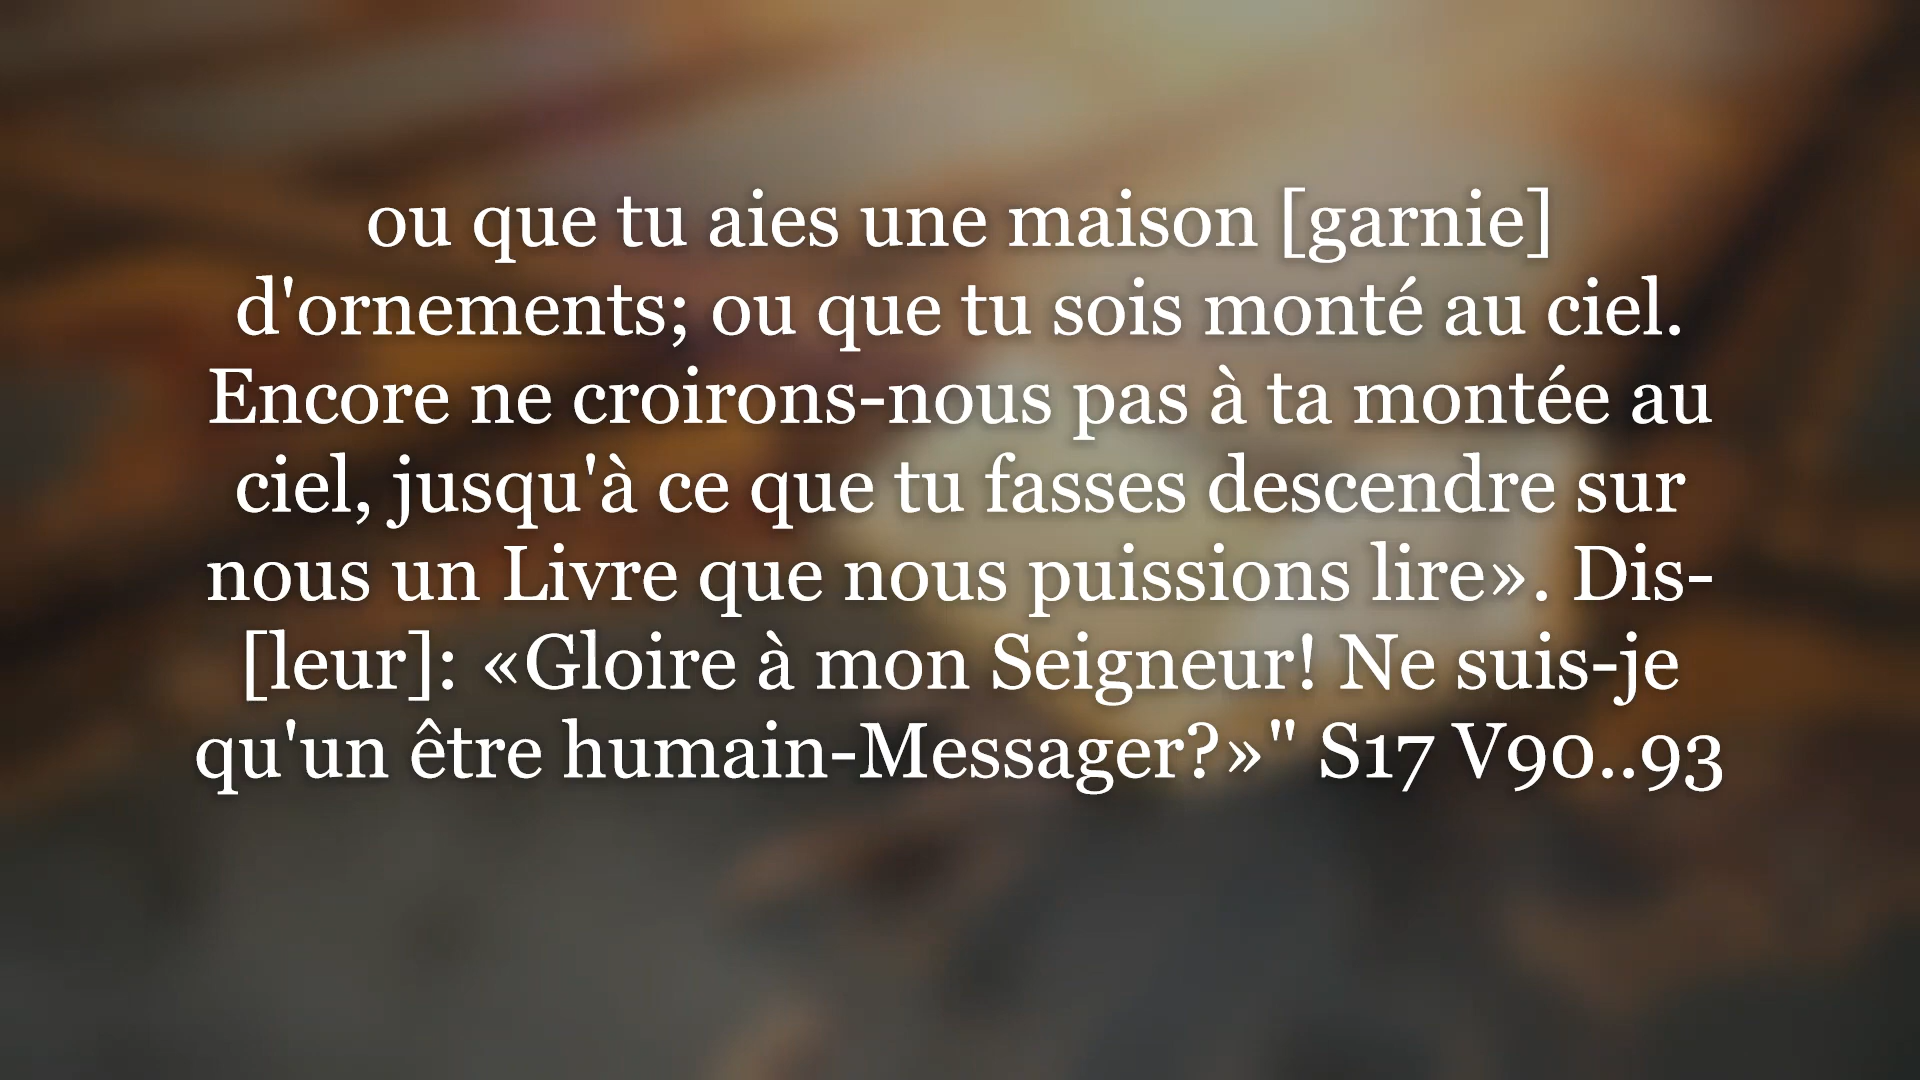 ou que tu aies une maison [garnie]
d'ornements; ou que tu sois monté au ciel.
Encore ne croirons-nous pas à ta montée au
ciel, jusqu'à ce que tu fasses descendre sur
nous un Livre que nous puissions lire». Dis-
[leur]: «Gloire à mon Seigneur! Ne suis-je
qu'un être humain-Messager?»" S17 V90..93